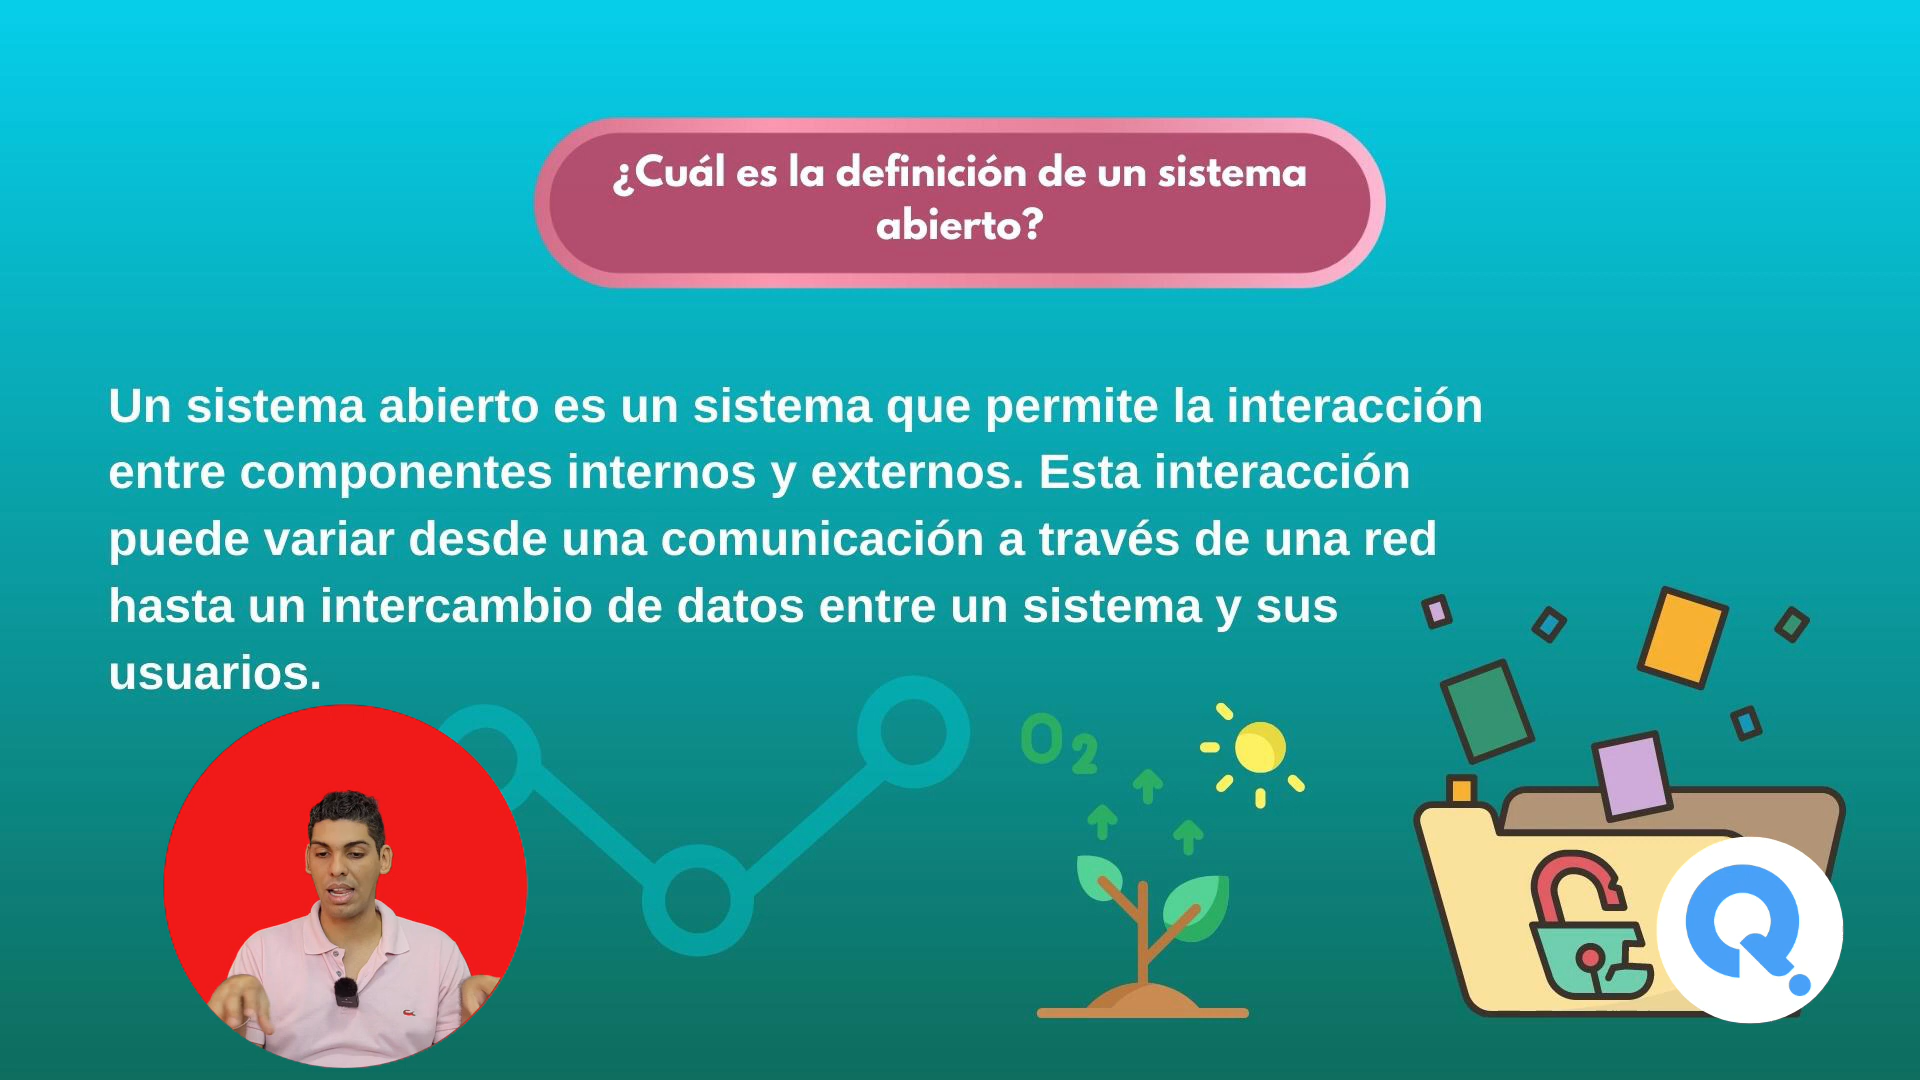 ¿Cuál es la definición de un sistema
abierto?
Un sistema abierto es un sistema que permite la interacción
entre componentes internos y externos. Esta interacción
puede variar desde una comunicación a través de una red
hasta un intercambio de datos entre un sistema y sus
usuarios.
O2